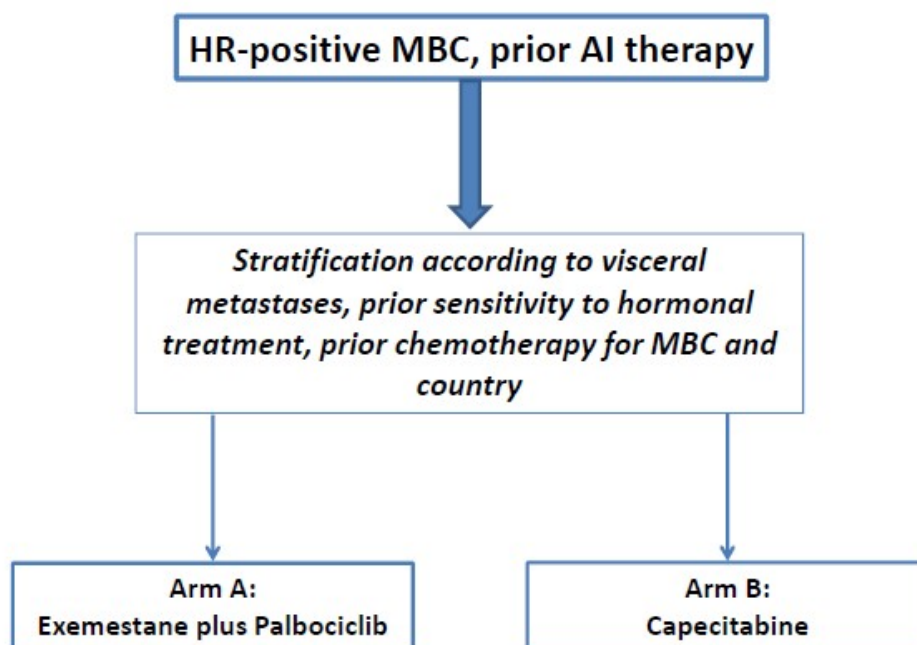 HR-positive MBC, prior AI therapy
Stratification according to visceral
metastases, prior sensitivity to hormonal
treatment, prior chemotherapy for MBC and
country
Arm A:
Exemestane plus Palbociclib
Arm B:
Capecitabine